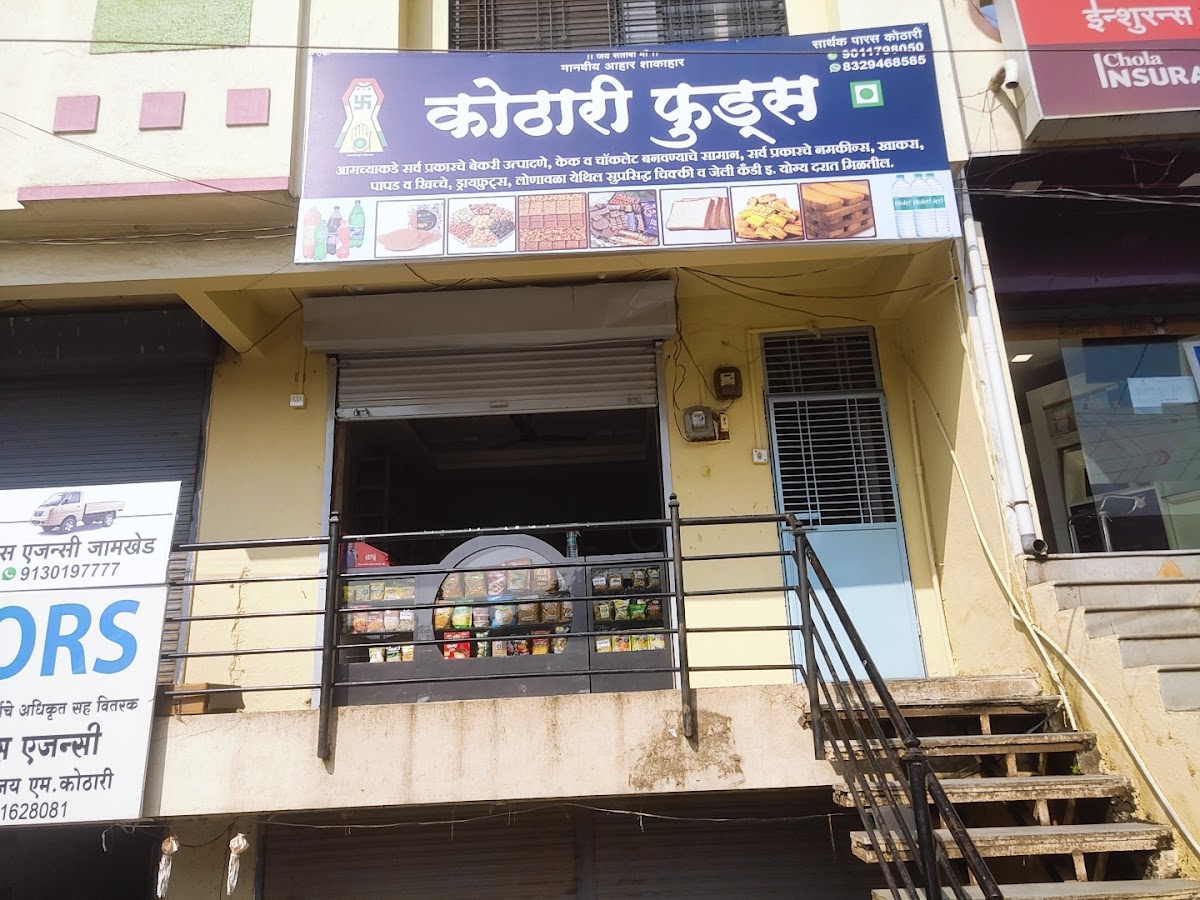 ।। जय सताबा माँ ।।
मानवीय आहार शाकाहार
सार्थक पारस कोठारी
9011798050
8329468585
कोठारी फुड्स
आमच्याकडे सर्व प्रकारचे बेकरी उत्पादने, केक व चॉकलेट बनवण्याचे सामान, सर्व प्रकारचे नमकीन्स, खाकरा,
पापड व खिच्चे, ड्रायफ्रुट्स, लोणावळा येथिल सुप्रसिद्ध चिक्की व जेली कँडी इ. योग्य दरात मिळतील.
इन्शुरन्स
Chola
INSURA
स एजन्सी जामखेड
9130197777
ORS
चे अधिकृत सह वितरक
स एजन्सी
जय एम.कोठारी
1628081